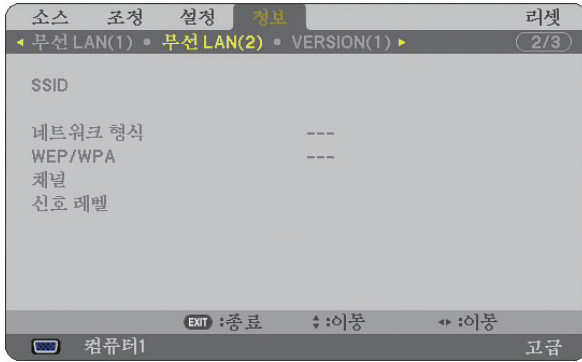 소스 조정 설정 정보 리셋
◂ 무선 LAN(1) • 무선 LAN(2) • VERSION(1) ▸ 2/3
SSID
네트워크 형식 ---
WEP/WPA ---
채널
신호 레벨
EXIT :종료 :이동 :이동
컴퓨터1 고급